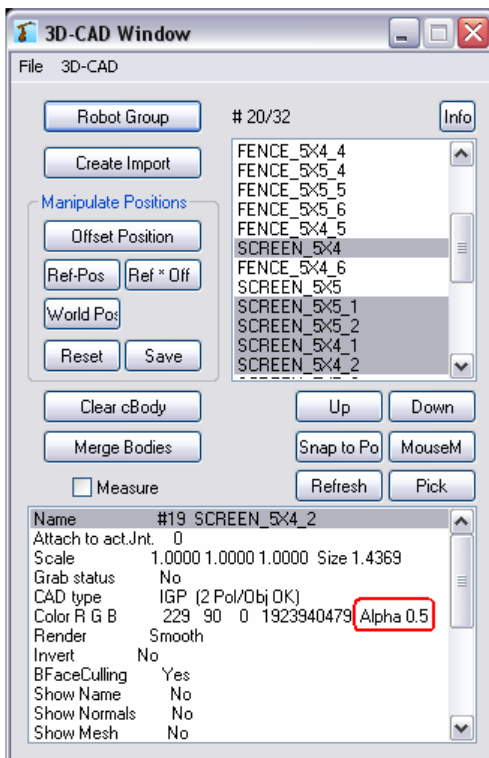 3D-CAD Window
File 3D-CAD
Robot Group # 20/32 Info
Create Import
Manipulate Positions
Offset Position
Ref-Pos Ref * Off
World Pos
Reset Save
FENCE_5X4_4
FENCE_5X5_4
FENCE_5X5_5
FENCE_5X5_6
FENCE_5X4_5
SCREEN_5X4
FENCE_5X4_6
SCREEN_5X5
SCREEN_5X5_1
SCREEN_5X5_2
SCREEN_5X4_1
SCREEN_5X4_2
Clear cBody Up Down
Merge Bodies Snap to Po MouseM
Measure Refresh Pick
Name #19 SCREEN_5X4_2
Attach to act.Jnt. 0
Scale 1.0000 1.0000 1.0000 Size 1.4369
Grab status No
CAD type IGP (2 Pol/Obj OK)
Color R G B 229 90 0 1923940479 Alpha 0.5
Render Smooth
Invert No
BFaceCulling Yes
Show Name No
Show Normals No
Show Mesh No